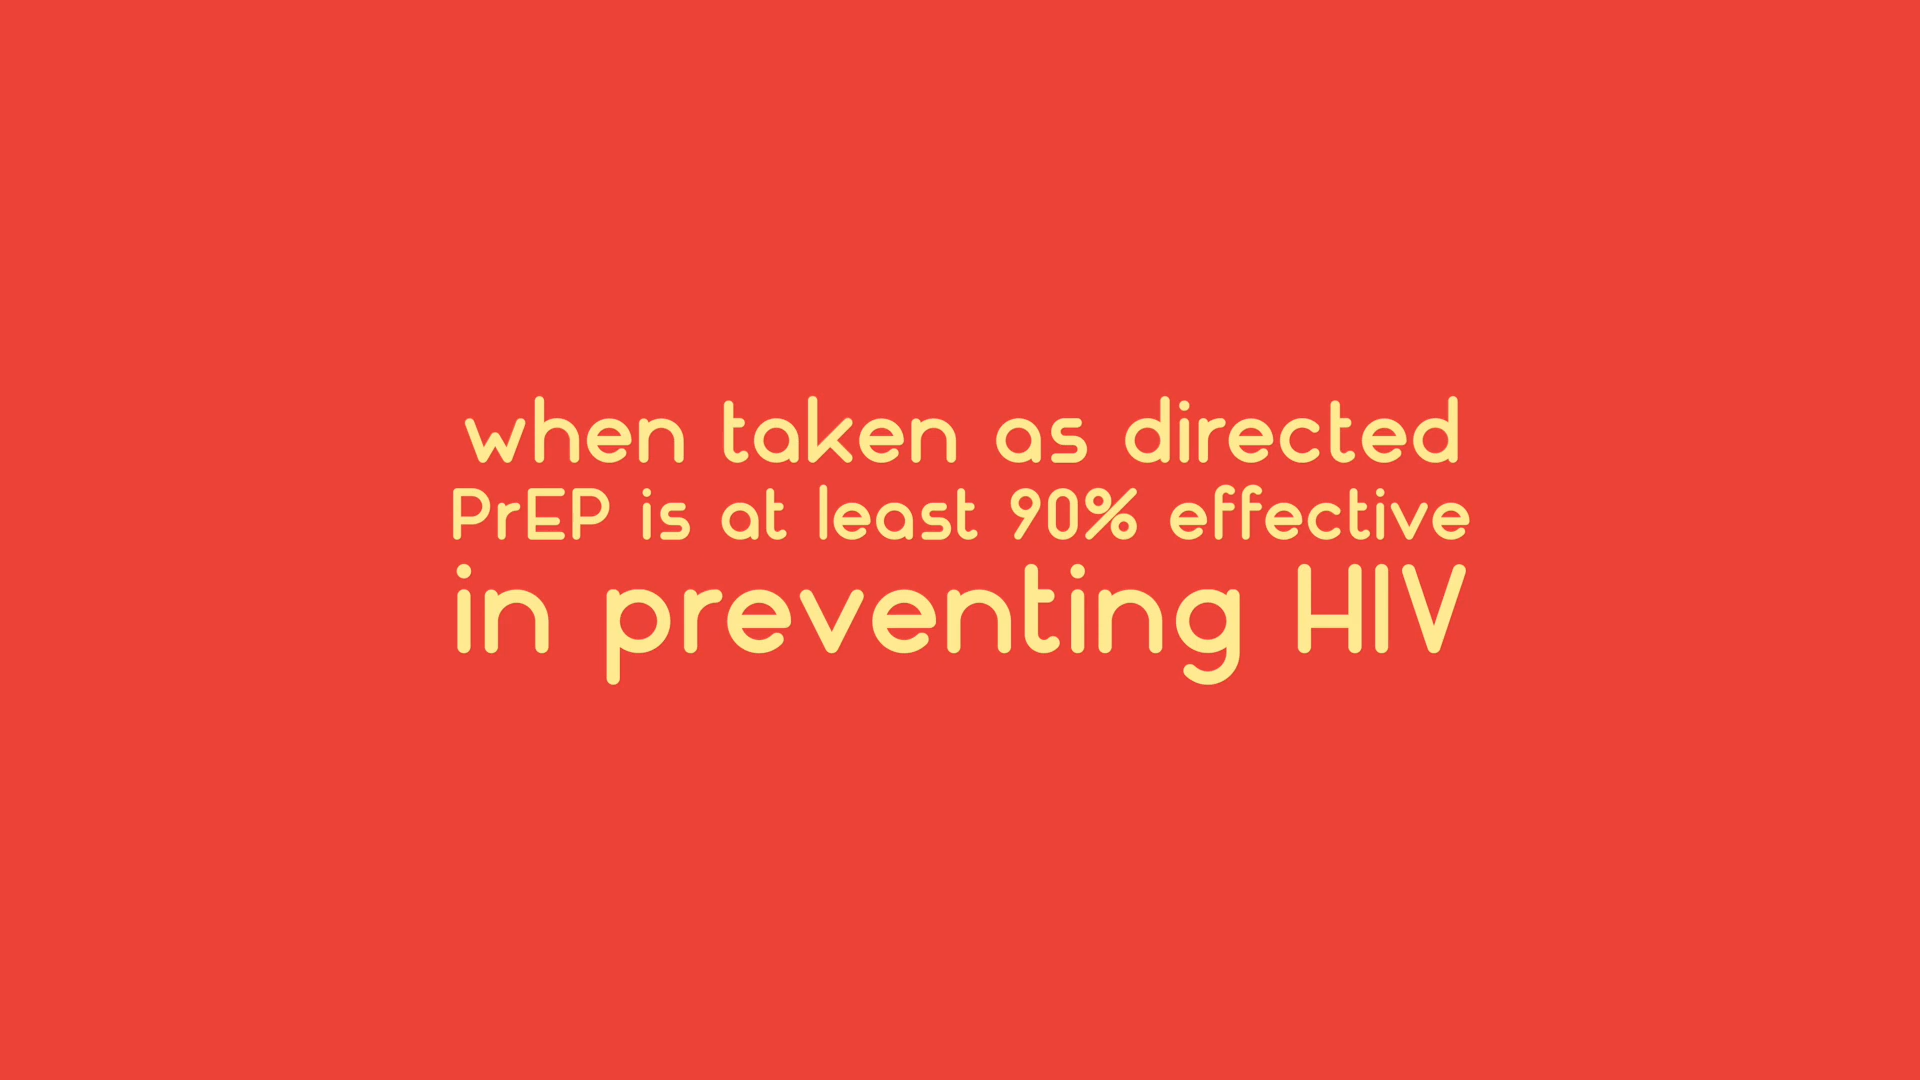 when taken as directed
PrEP is at least 90% effective
in preventing HIV